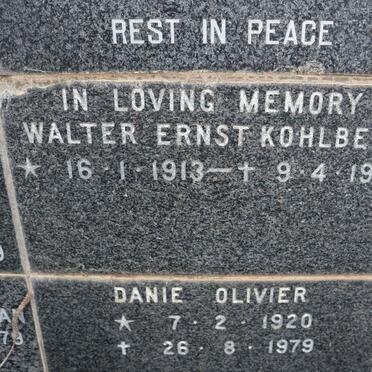 REST IN PEACE
IN LOVING MEMORY
WALTER ERNST KOHLBE
* 16·1·1913—† 9·4·19
DANIE OLIVIER
* 7·2·1920
† 26·8·1979